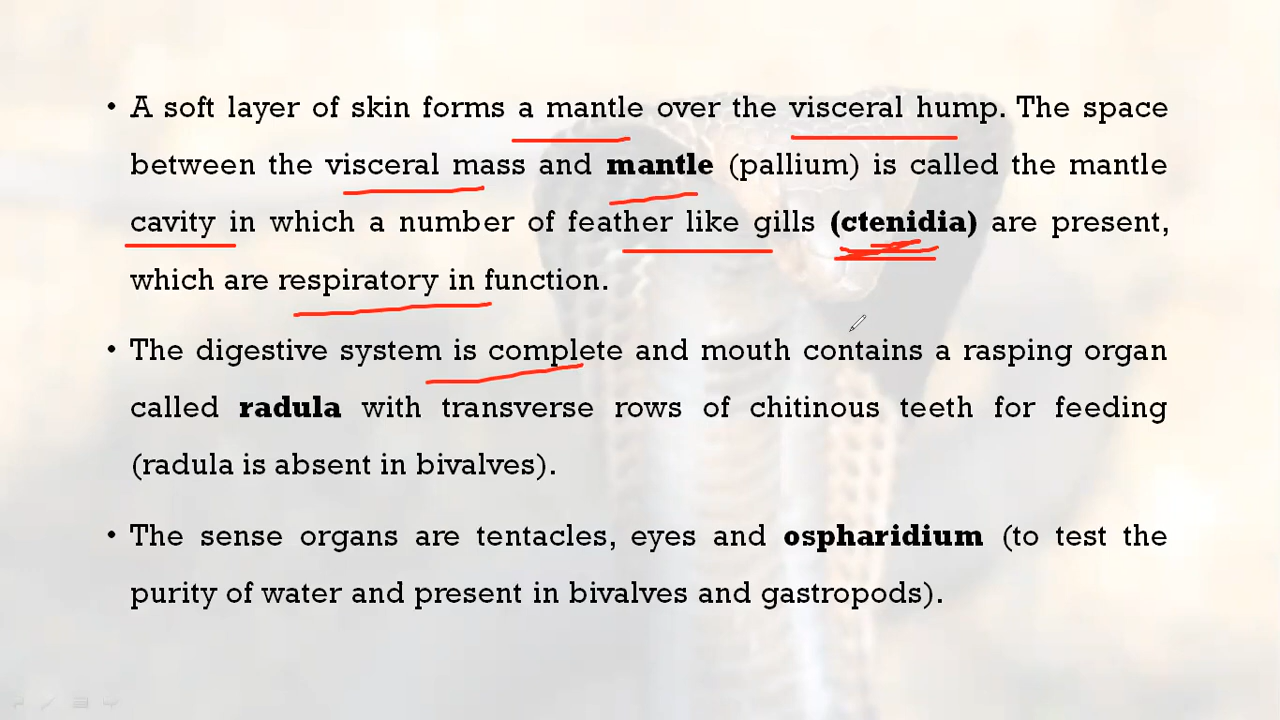 • A soft layer of skin forms a mantle over the visceral hump. The space
between the visceral mass and mantle (pallium) is called the mantle
cavity in which a number of feather like gills (ctenidia) are present,
which are respiratory in function.
• The digestive system is complete and mouth contains a rasping organ
called radula with transverse rows of chitinous teeth for feeding
(radula is absent in bivalves).
• The sense organs are tentacles, eyes and ospharidium (to test the
purity of water and present in bivalves and gastropods).